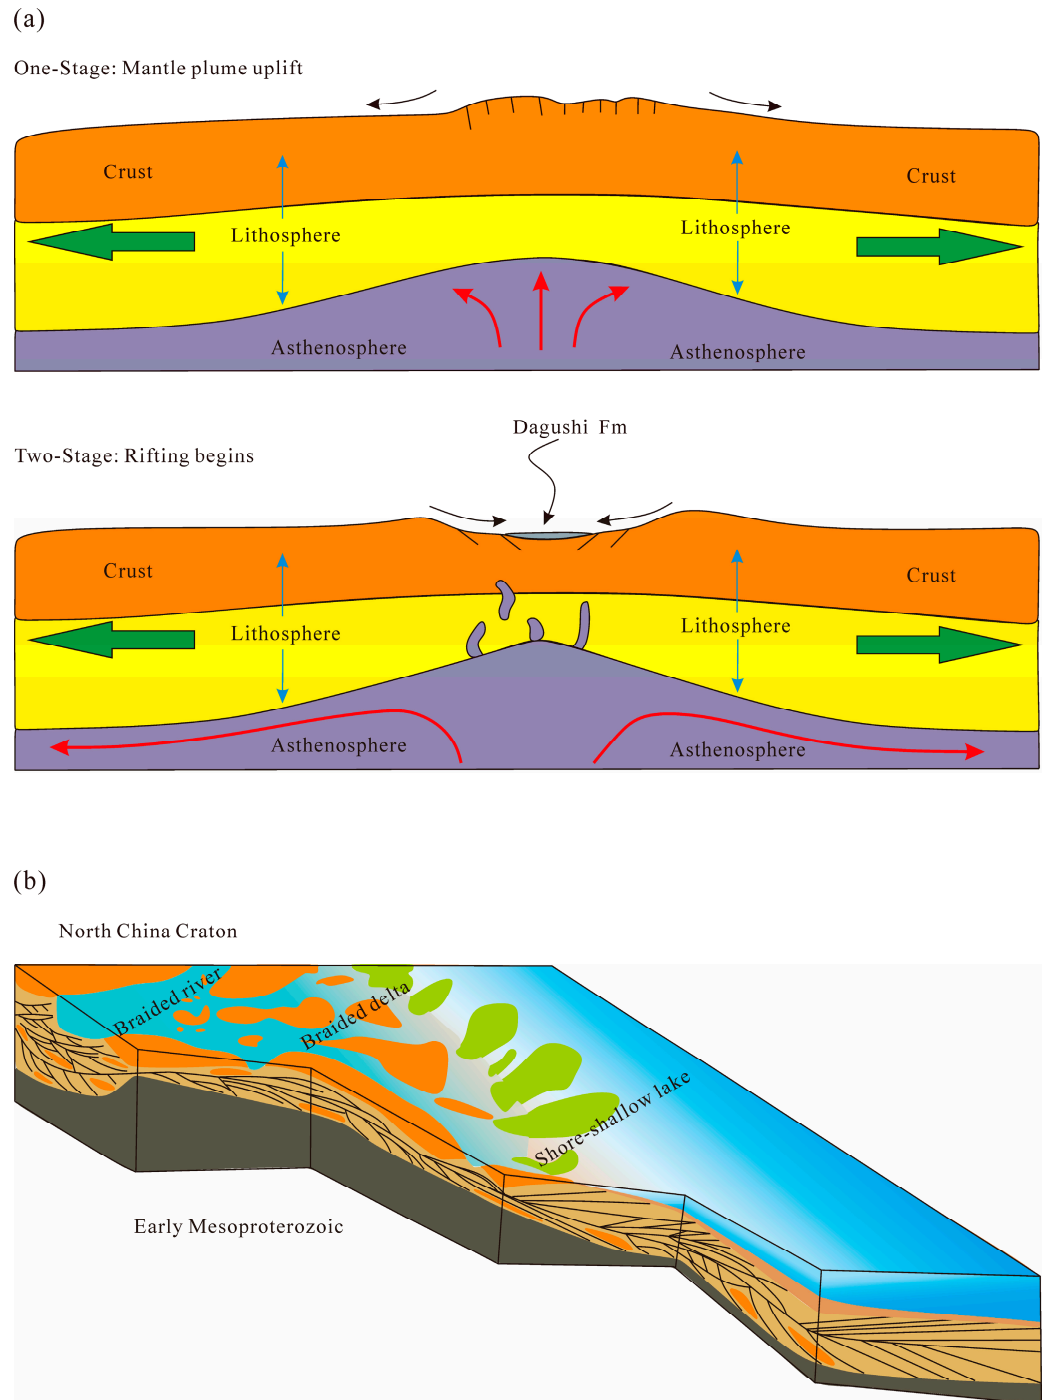 (a)
One-Stage: Mantle plume uplift
Crust
Crust
Lithosphere
Lithosphere
Asthenosphere
Asthenosphere
Dagushi Fm
Two-Stage: Rifting begins
Crust
Crust
Lithosphere
Lithosphere
Asthenosphere
Asthenosphere
(b)
North China Craton
Braided river
Braided delta
Shore-shallow lake
Early Mesoproterozoic